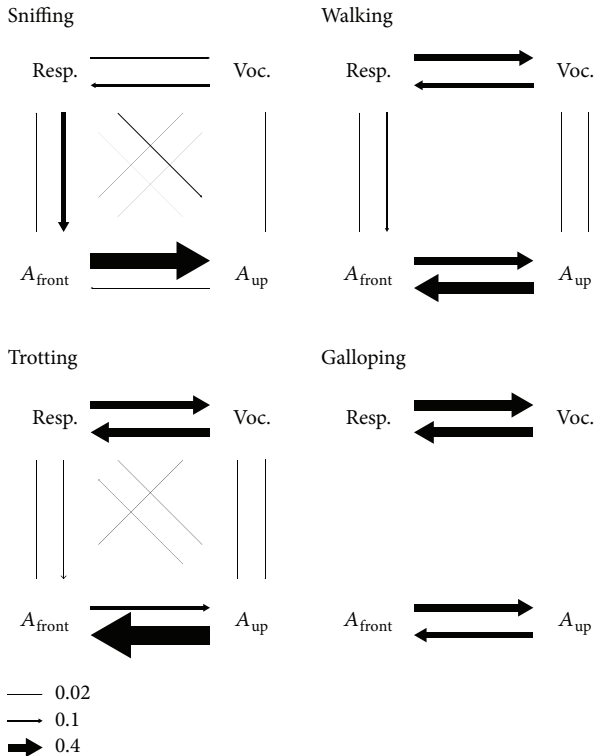 Sniffing
Resp. Voc.
A_front A_up
Walking
Resp. Voc.
A_front A_up
Trotting
Resp. Voc.
A_front A_up
Galloping
Resp. Voc.
A_front A_up
0.02
0.1
0.4